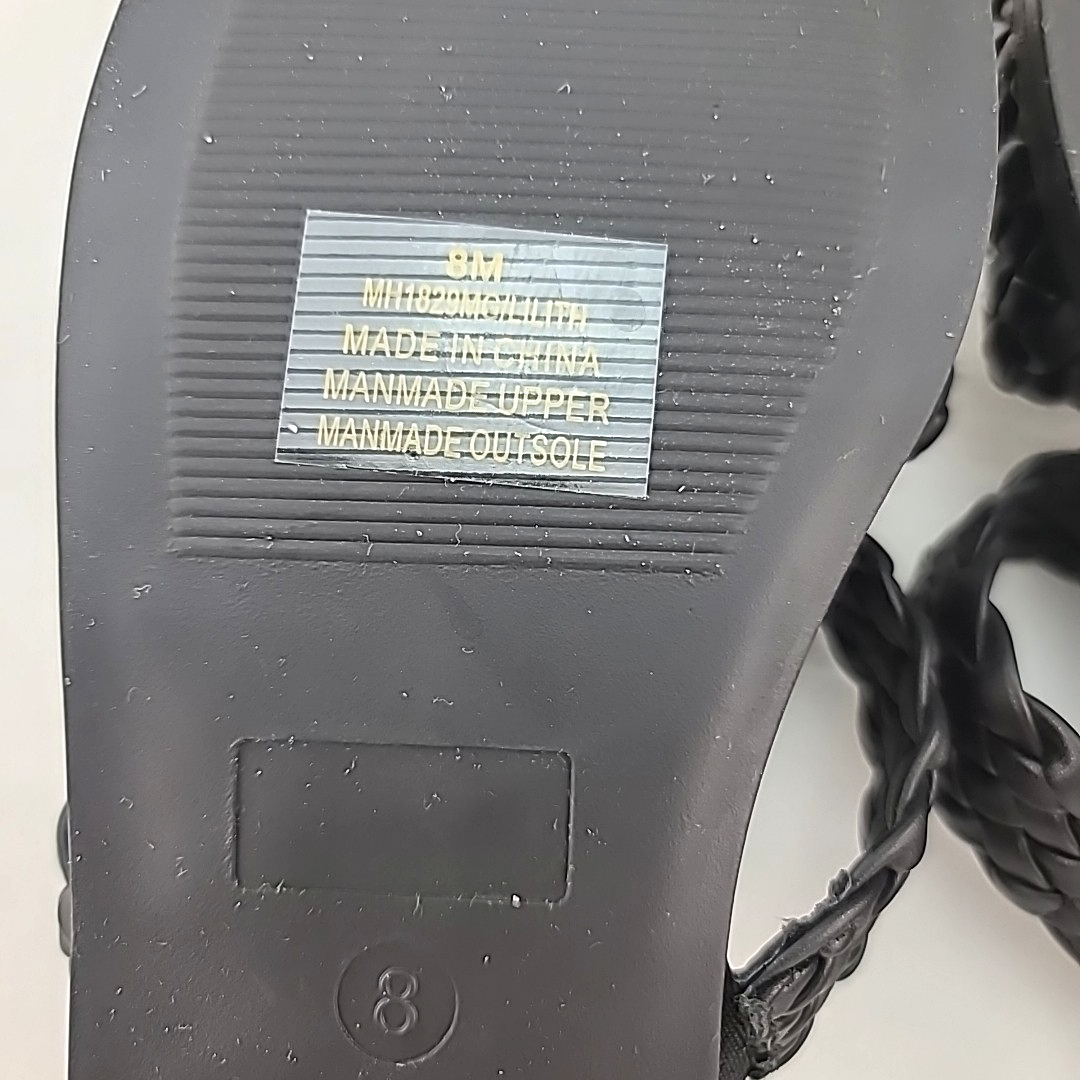 8M
MH1829MC/LILITH
MADE IN CHINA
MANMADE UPPER
MANMADE OUTSOLE
8